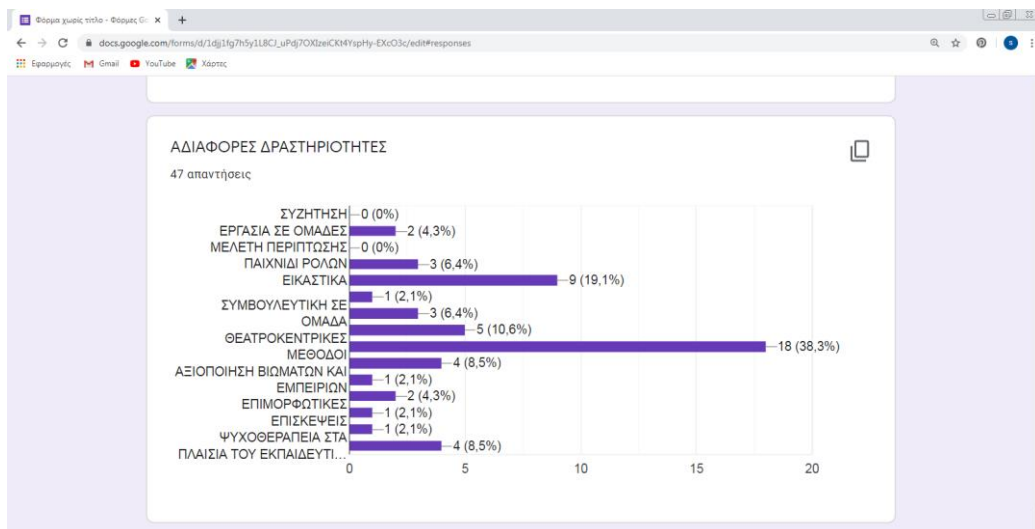 Φόρμα χωρίς τίτλο - Φόρμες Go
docs.google.com/forms/d/1djj1fg7h5y1L8CJ_uPdj7OXIzeiCKt4YspHy-EXcO3c/edit#responses
Εφαρμογές Gmail YouTube Χάρτες
ΑΔΙΑΦΟΡΕΣ ΔΡΑΣΤΗΡΙΟΤΗΤΕΣ
47 απαντήσεις
ΣΥΖΗΤΗΣΗ 0 (0%)
ΕΡΓΑΣΙΑ ΣΕ ΟΜΑΔΕΣ 2 (4,3%)
ΜΕΛΕΤΗ ΠΕΡΙΠΤΩΣΗΣ 0 (0%)
ΠΑΙΧΝΙΔΙ ΡΟΛΩΝ 3 (6,4%)
ΕΙΚΑΣΤΙΚΑ 9 (19,1%)
1 (2,1%)
ΣΥΜΒΟΥΛΕΥΤΙΚΗ ΣΕ 3 (6,4%)
ΟΜΑΔΑ
5 (10,6%)
ΘΕΑΤΡΟΚΕΝΤΡΙΚΕΣ
18 (38,3%)
ΜΕΘΟΔΟΙ
4 (8,5%)
ΑΞΙΟΠΟΙΗΣΗ ΒΙΩΜΑΤΩΝ ΚΑΙ
1 (2,1%)
ΕΜΠΕΙΡΙΩΝ
2 (4,3%)
ΕΠΙΜΟΡΦΩΤΙΚΕΣ
1 (2,1%)
ΕΠΙΣΚΕΨΕΙΣ
1 (2,1%)
ΨΥΧΟΘΕΡΑΠΕΙΑ ΣΤΑ
4 (8,5%)
ΠΛΑΙΣΙΑ ΤΟΥ ΕΚΠΑΙΔΕΥΤΙ...
0 5 10 15 20